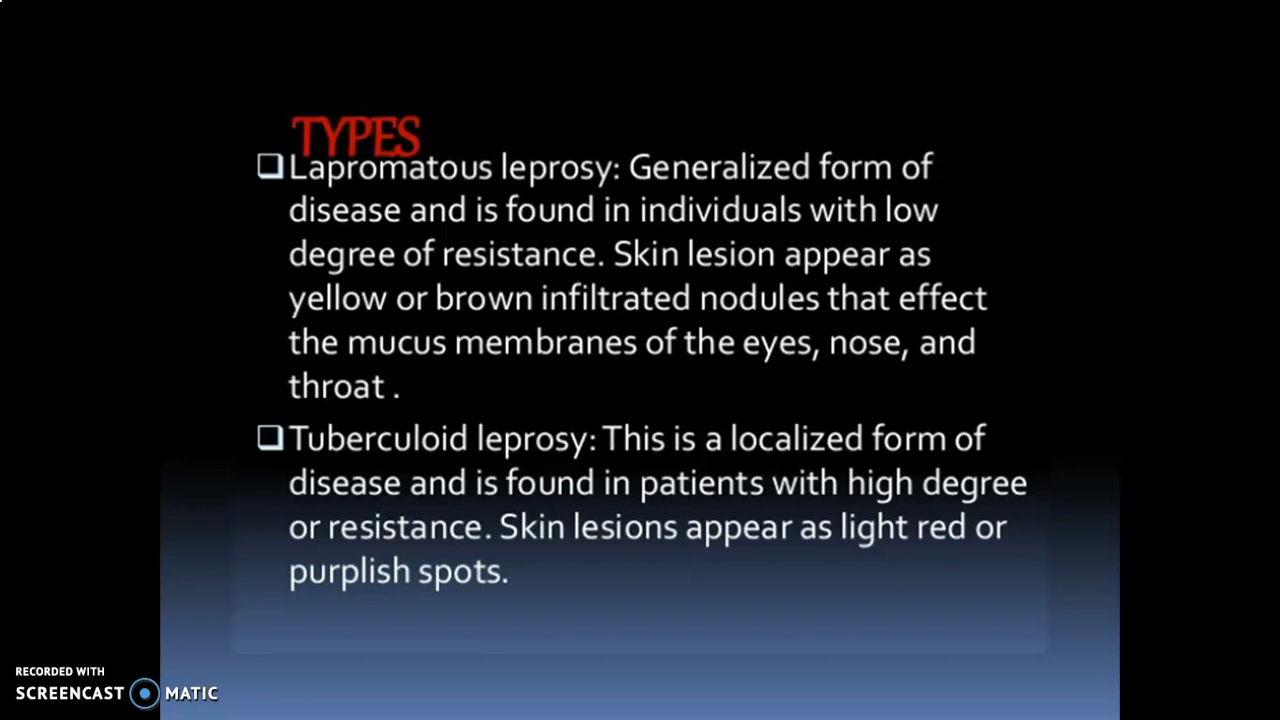 TYPES
Lapromatous leprosy: Generalized form of
disease and is found in individuals with low
degree of resistance. Skin lesion appear as
yellow or brown infiltrated nodules that effect
the mucus membranes of the eyes, nose, and
throat .
Tuberculoid leprosy: This is a localized form of
disease and is found in patients with high degree
or resistance. Skin lesions appear as light red or
purplish spots.
RECORDED WITH
SCREENCAST MATIC